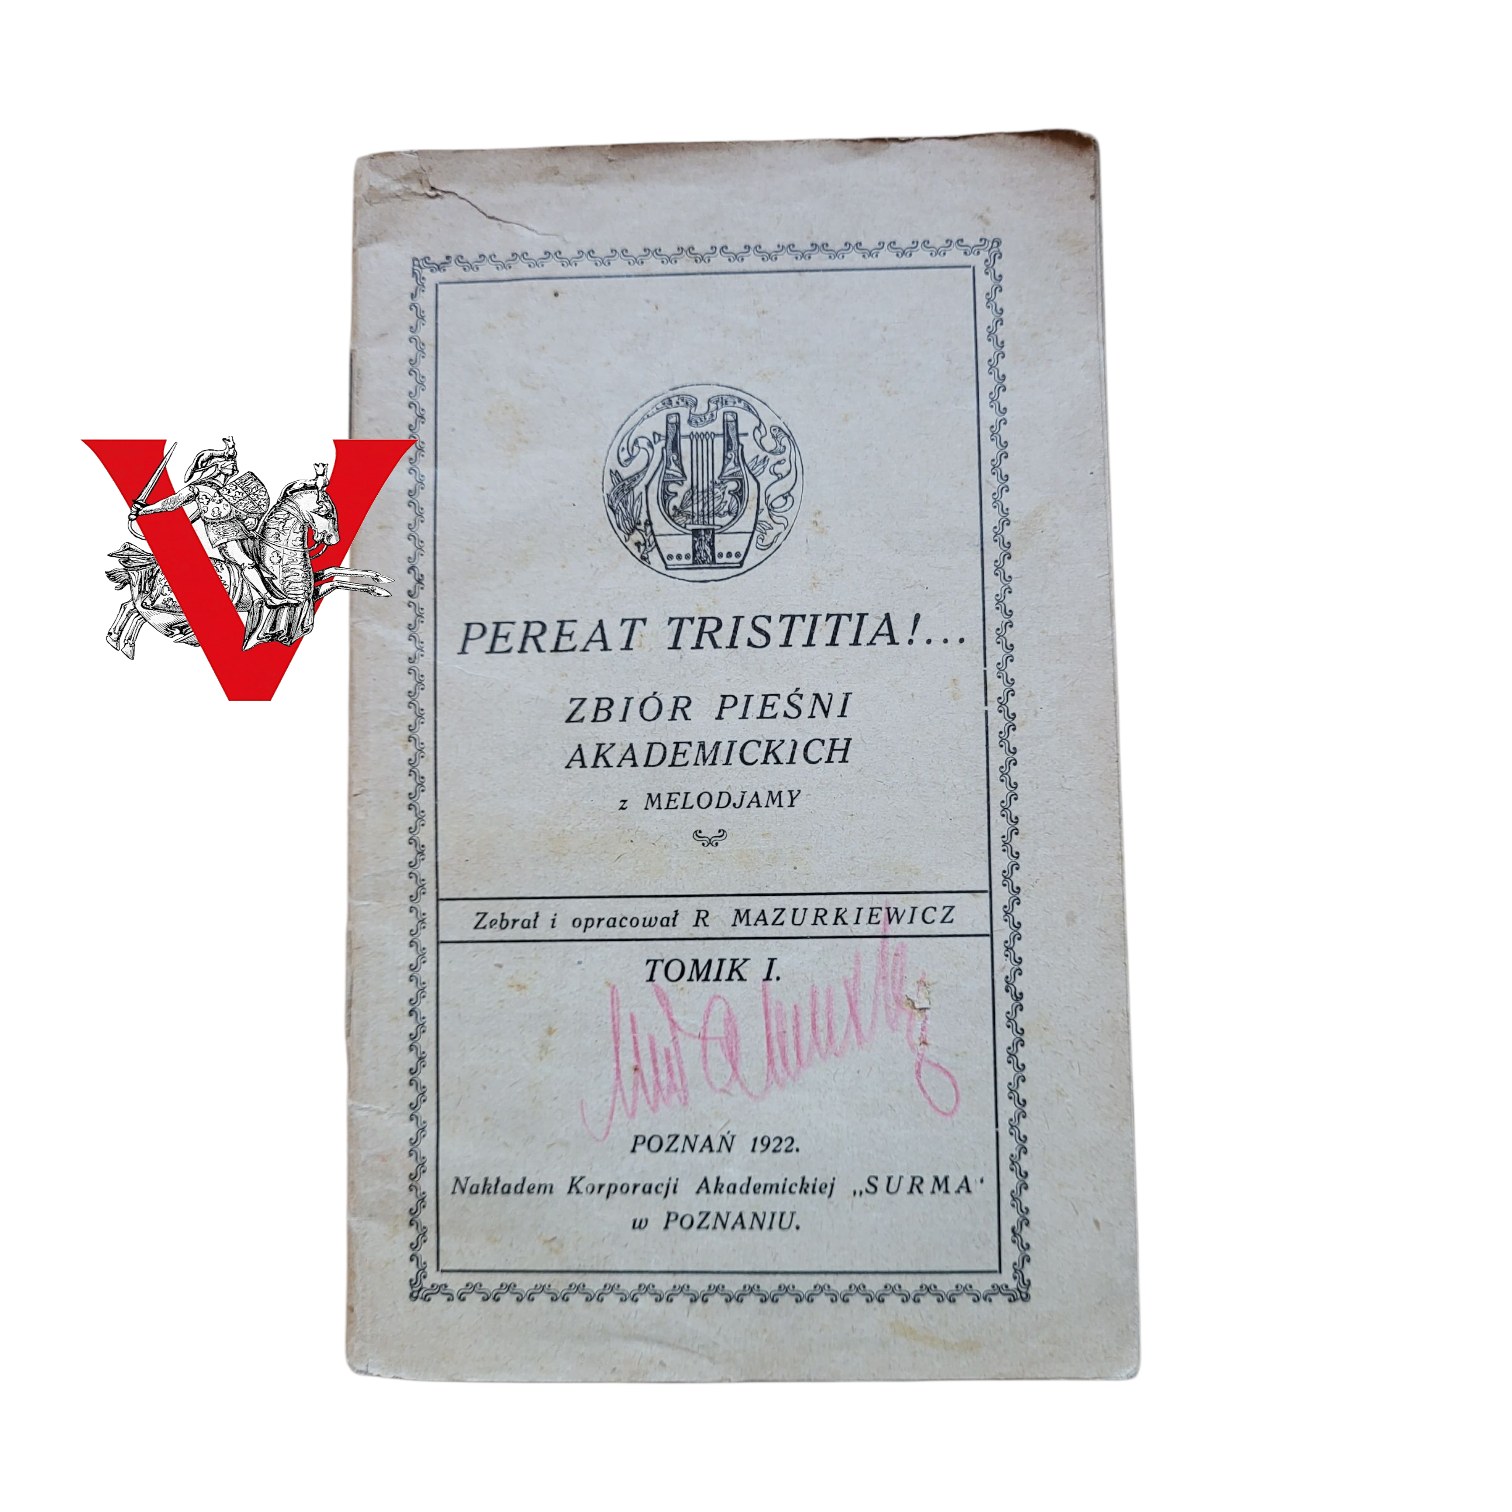 V
PEREAT TRISTITIA!...
ZBIÓR PIEŚNI
AKADEMICKICH
z MELODJAMY
Zebrał i opracował R MAZURKIEWICZ
TOMIK I.
POZNAŃ 1922.
Nakładem Korporacji Akademickiej „SURMA“
w POZNANIU.